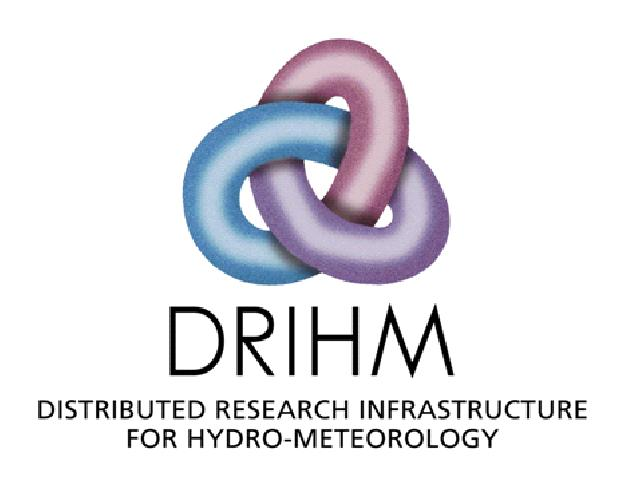 DRIHM
DISTRIBUTED RESEARCH INFRASTRUCTURE
FOR HYDRO-METEOROLOGY